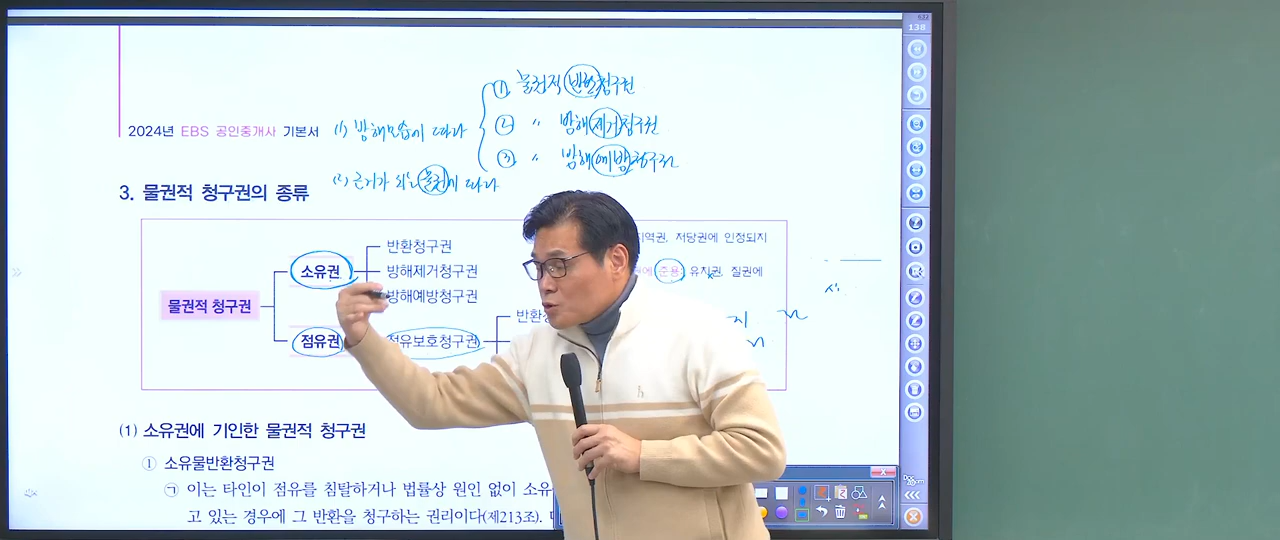 138
① 물권적 반환청구권
2024년 EBS 공인중개사 기본서
(1) 방해모습에 따라
② 〃 방해제거청구권
③ 〃 방해예방청구권
(2) 근거가 되는 물권에 따라
3. 물권적 청구권의 종류
물권적 청구권
소유권
반환청구권
방해제거청구권
방해예방청구권
지역권, 저당권에 인정되지
준용: 유치권, 질권에
점유권
점유보호청구권
(1) 소유권에 기인한 물권적 청구권
① 소유물반환청구권
㉠ 이는 타인이 점유를 침탈하거나 법률상 원인 없이 소유
고 있는 경우에 그 반환을 청구하는 권리이다(제213조).